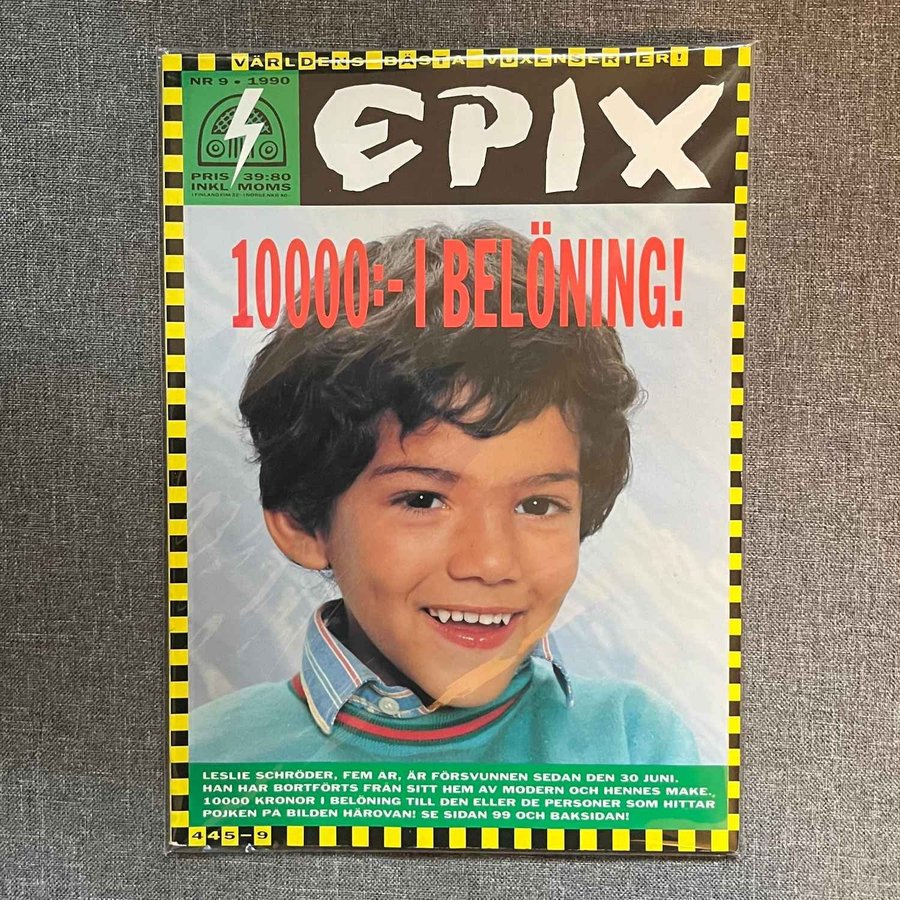 VÄRLDENS BÄSTA VUXENSERIER!
NR 9 • 1990
EPIX
PRIS 39:80
INKL MOMS
10000:- I BELÖNING!
LESLIE SCHRÖDER, FEM AR, ÄR FÖRSVUNNEN SEDAN DEN 30 JUNI.
HAN HAR BORTFÖRTS FRÅN SITT HEM AV MODERN OCH HENNES MAKE.
10000 KRONOR I BELÖNING TILL DEN ELLER DE PERSONER SOM HITTAR
POJKEN PA BILDEN HÄROVAN! SE SIDAN 99 OCH BAKSIDAN!
445-9